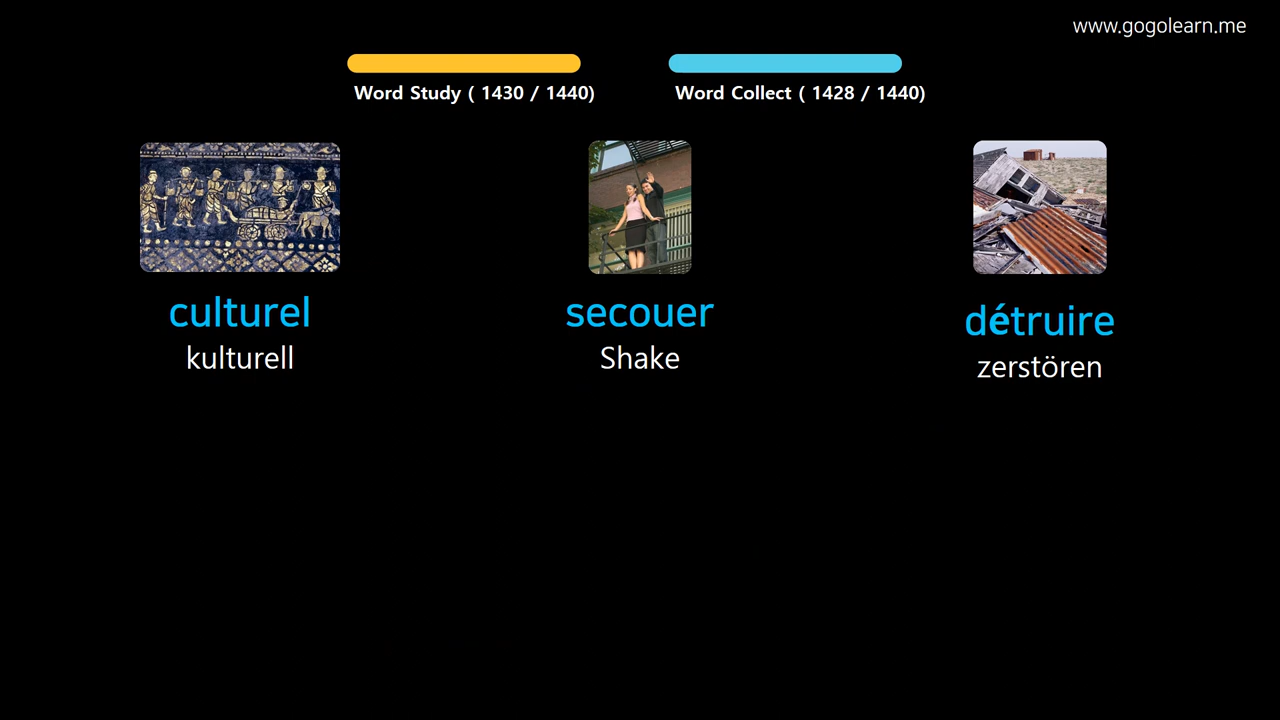 www.gogolearn.me
Word Study ( 1430 / 1440)
Word Collect ( 1428 / 1440)
culturel
kulturell
secouer
Shake
détruire
zerstören